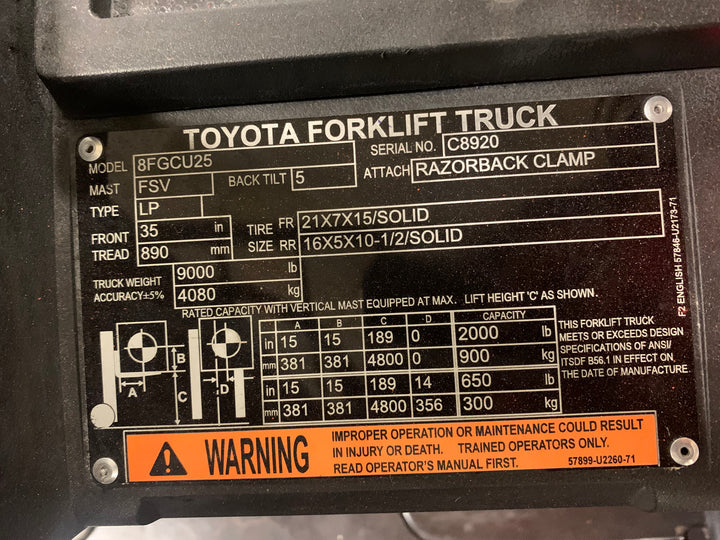 TOYOTA FORKLIFT TRUCK
MODEL 8FGCU25 SERIAL NO. C8920
MAST FSV BACK TILT 5 ATTACH RAZORBACK CLAMP
TYPE LP
FRONT TREAD 35 in
890 mm
TIRE SIZE FR 21X7X15/SOLID
RR 16X5X10-1/2/SOLID
TRUCK WEIGHT 9000 lb
ACCURACY±5% 4080 kg
RATED CAPACITY WITH VERTICAL MAST EQUIPPED AT MAX. LIFT HEIGHT 'C' AS SHOWN.
A B C D CAPACITY
in 15 15 189 0 2000 lb
mm 381 381 4800 0 900 kg
in 15 15 189 14 650 lb
mm 381 381 4800 356 300 kg
A B C D
THIS FORKLIFT TRUCK
MEETS OR EXCEEDS DESIGN
SPECIFICATIONS OF ANSI/
ITSDF B56.1 IN EFFECT ON
THE DATE OF MANUFACTURE.
F2 ENGLISH 57846-U2173-71
WARNING
IMPROPER OPERATION OR MAINTENANCE COULD RESULT
IN INJURY OR DEATH. TRAINED OPERATORS ONLY.
READ OPERATOR'S MANUAL FIRST. 57899-U2260-71